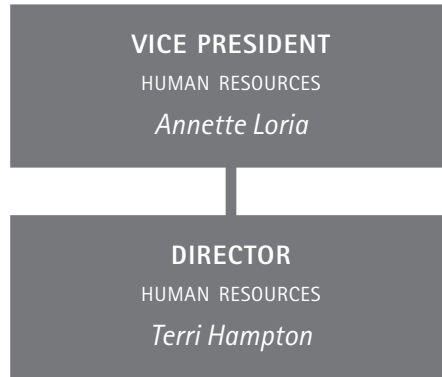 VICE PRESIDENT
HUMAN RESOURCES
Annette Loria
DIRECTOR
HUMAN RESOURCES
Terri Hampton